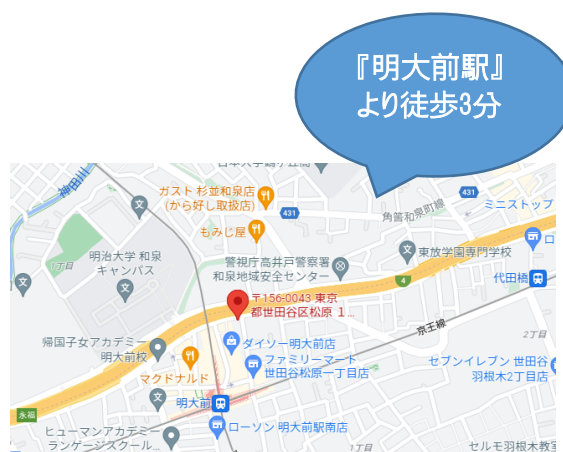 『明大前駅』
より徒歩3分
神田川
ガスト 杉並和泉店
(から好し取扱店)
431
431
角筈和泉町線
ミニストップ
もみじ屋
明治大学 和泉
キャンパス
1丁目
警視庁高井戸警察署
和泉地域安全センター
東放学園専門学校
ロ
代田橋
4
〒156-0043 東京
都世田谷区松原 1...
帰国子女アカデミー
明大前校
ダイソー明大前店
京王線
2丁目
ファミリーマート
世田谷松原一丁目店
マクドナルド
セブンイレブン 世田谷
羽根木2丁目店
永福
明大前
ヒューマンアカデミー
ランゲージスクール...
ローソン 明大前駅南店
1丁目
セルモ羽根木教室